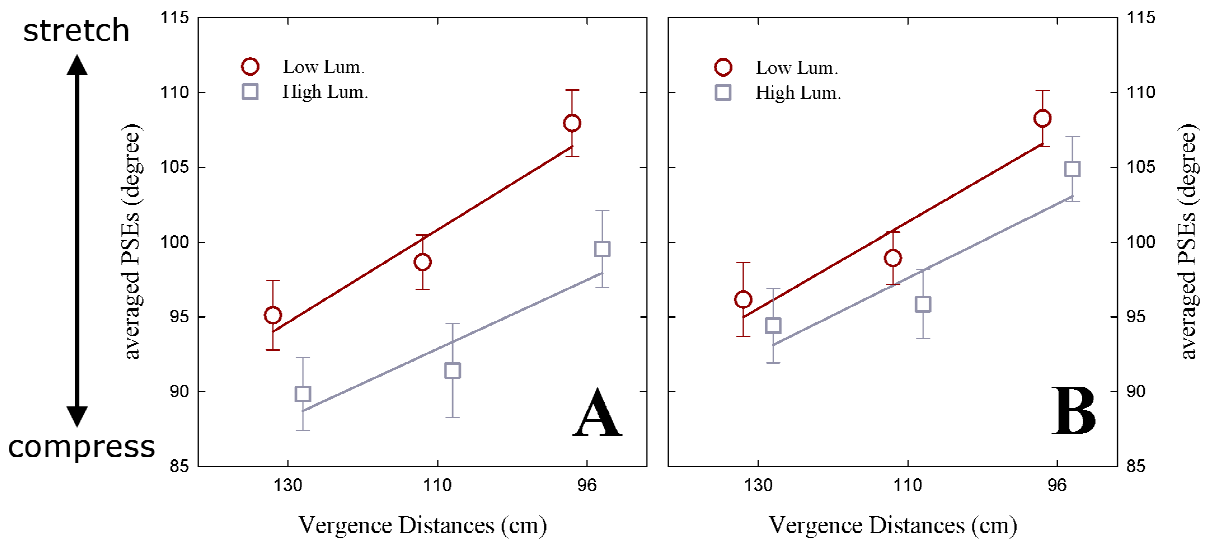 stretch
compress
averaged PSEs (degree)
115
110
105
100
95
90
85
Low Lum.
High Lum.
A
130
110
96
Vergence Distances (cm)
Low Lum.
High Lum.
B
130
110
96
Vergence Distances (cm)
115
110
105
100
95
90
85
averaged PSEs (degree)